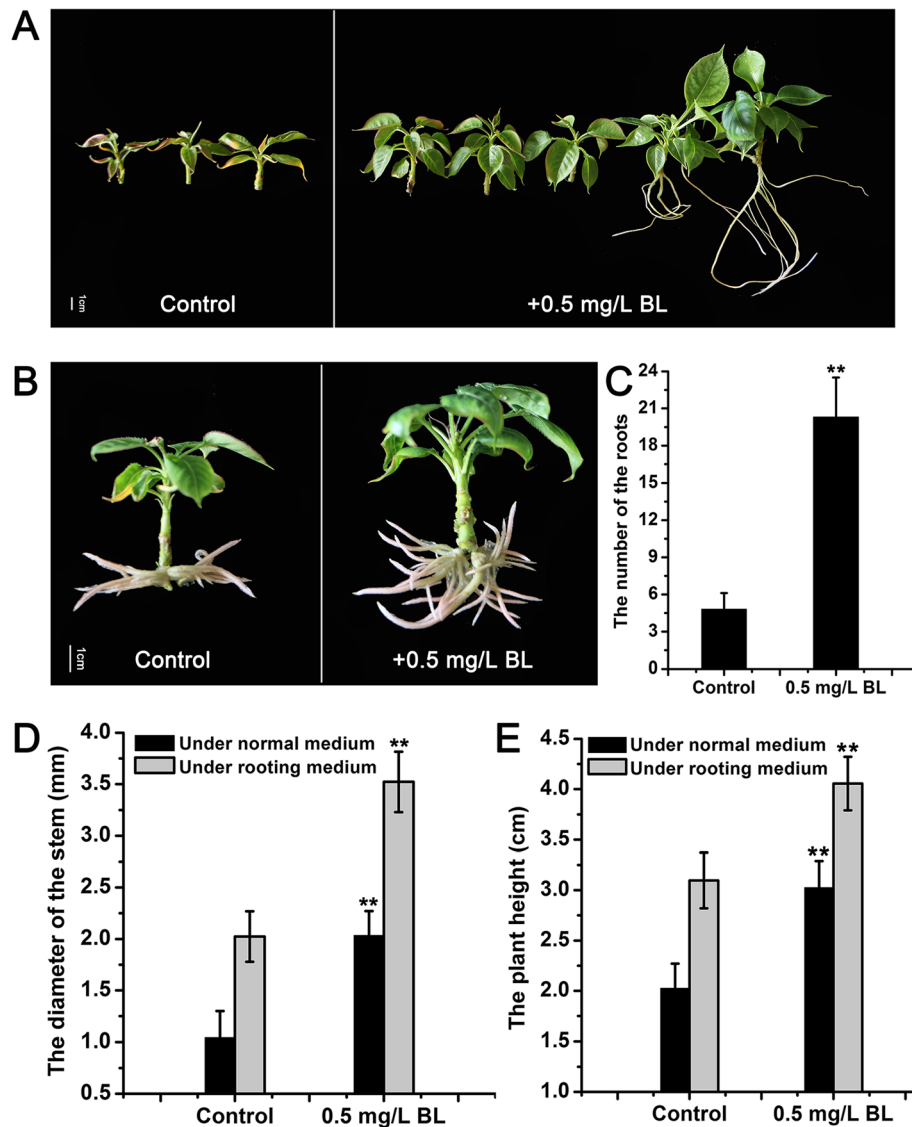 A
1cm
Control
+0.5 mg/L BL
B
1cm
Control
+0.5 mg/L BL
C
The number of the roots
24
21
18
15
12
9
6
3
0
**
Control
0.5 mg/L BL
D
The diameter of the stem (mm)
4.0
3.5
3.0
2.5
2.0
1.5
1.0
0.5
Under normal medium
Under rooting medium
**
**
Control
0.5 mg/L BL
E
The plant height (cm)
4.5
4.0
3.5
3.0
2.5
2.0
1.5
1.0
Under normal medium
Under rooting medium
**
**
Control
0.5 mg/L BL